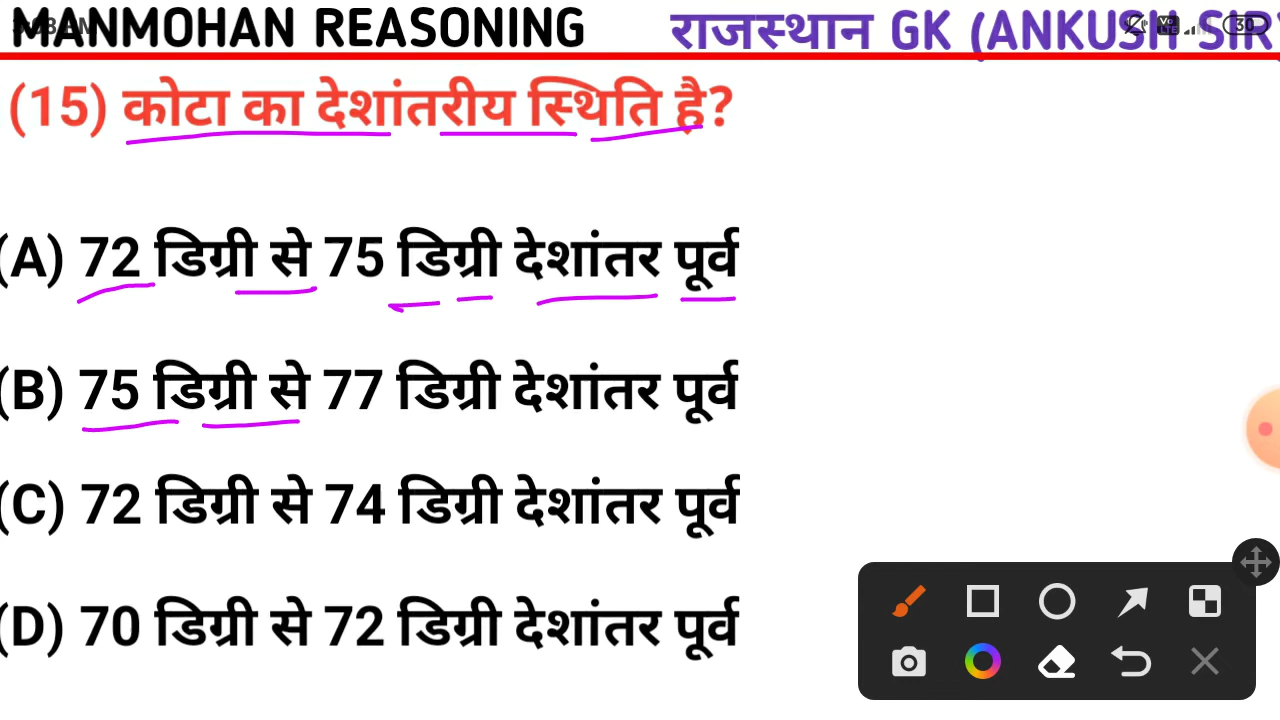 MANMOHAN REASONING राजस्थान GK (ANKUSH SIR
(15) कोटा का देशांतरीय स्थिति है?
(A) 72 डिग्री से 75 डिग्री देशांतर पूर्व
(B) 75 डिग्री से 77 डिग्री देशांतर पूर्व
(C) 72 डिग्री से 74 डिग्री देशांतर पूर्व
(D) 70 डिग्री से 72 डिग्री देशांतर पूर्व